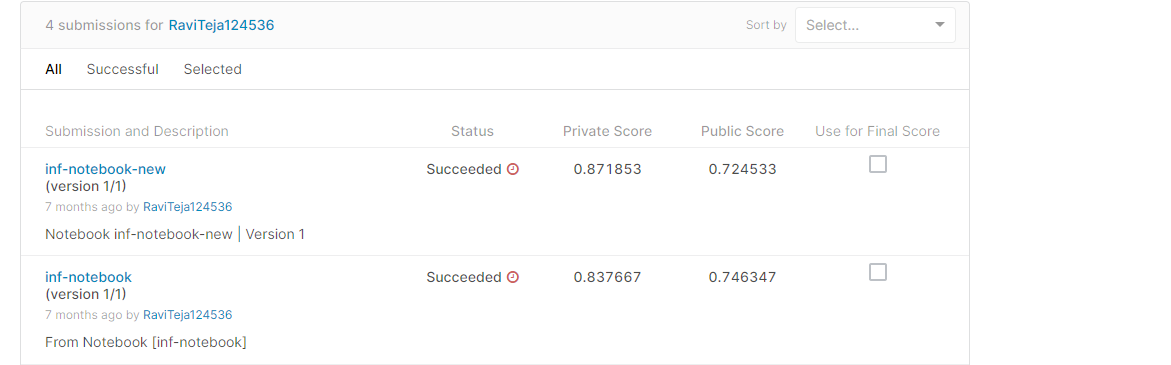 4 submissions for RaviTeja124536 Sort by Select...
All Successful Selected
Submission and Description Status Private Score Public Score Use for Final Score
inf-notebook-new Succeeded 0.871853 0.724533
(version 1/1)
7 months ago by RaviTeja124536
Notebook inf-notebook-new | Version 1
inf-notebook Succeeded 0.837667 0.746347
(version 1/1)
7 months ago by RaviTeja124536
From Notebook [inf-notebook]